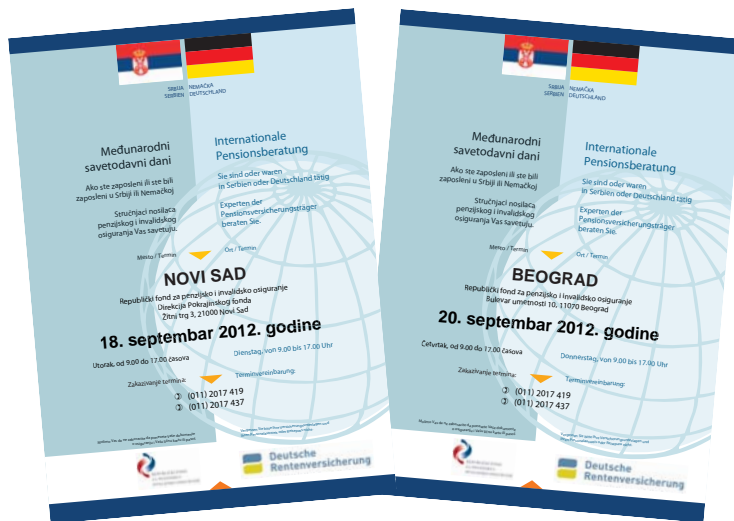 SRBIJA
SERBIEN
NEMAČKA
DEUTSCHLAND
Međunarodni
savetodavni dani
Ako ste zaposleni ili ste bili
zaposleni u Srbiji ili Nemačkoj
Stručnjaci nosilaca
penzijskog i invalidskog
osiguranja Vas savetuju.
Internationale
Pensionsberatung
Sie sind oder waren
in Serbien oder Deutschland tätig
Experten der
Pensionsversicherungsträger
beraten Sie.
Mesto / Termin
Ort / Termin
NOVI SAD
Republički fond za penzijsko i invalidsko osiguranje
Direkcija Pokrajinskog fonda
Žitni trg 3, 21000 Novi Sad
18. septembar 2012. godine
Utorak, od 9.00 do 17.00 časova
Dienstag, von 9.00 bis 17.00 Uhr
Zakazivanje termina:
Terminvereinbarung:
(011) 2017 419
(011) 2017 437
Deutsche
Rentenversicherung
SRBIJA
SERBIEN
NEMAČKA
DEUTSCHLAND
Međunarodni
savetodavni dani
Ako ste zaposleni ili ste bili
zaposleni u Srbiji ili Nemačkoj
Stručnjaci nosilaca
penzijskog i invalidskog
osiguranja Vas savetuju.
Internationale
Pensionsberatung
Sie sind oder waren
in Serbien oder Deutschland tätig
Experten der
Pensionsversicherungsträger
beraten Sie.
Mesto / Termin
Ort / Termin
BEOGRAD
Republički fond za penzijsko i invalidsko osiguranje
Bulevar umetnosti 10, 11070 Beograd
20. septembar 2012. godine
Četvrtak, od 9.00 do 17.00 časova
Donnerstag, von 9.00 bis 17.00 Uhr
Zakazivanje termina:
Terminvereinbarung:
(011) 2017 419
(011) 2017 437
Deutsche
Rentenversicherung